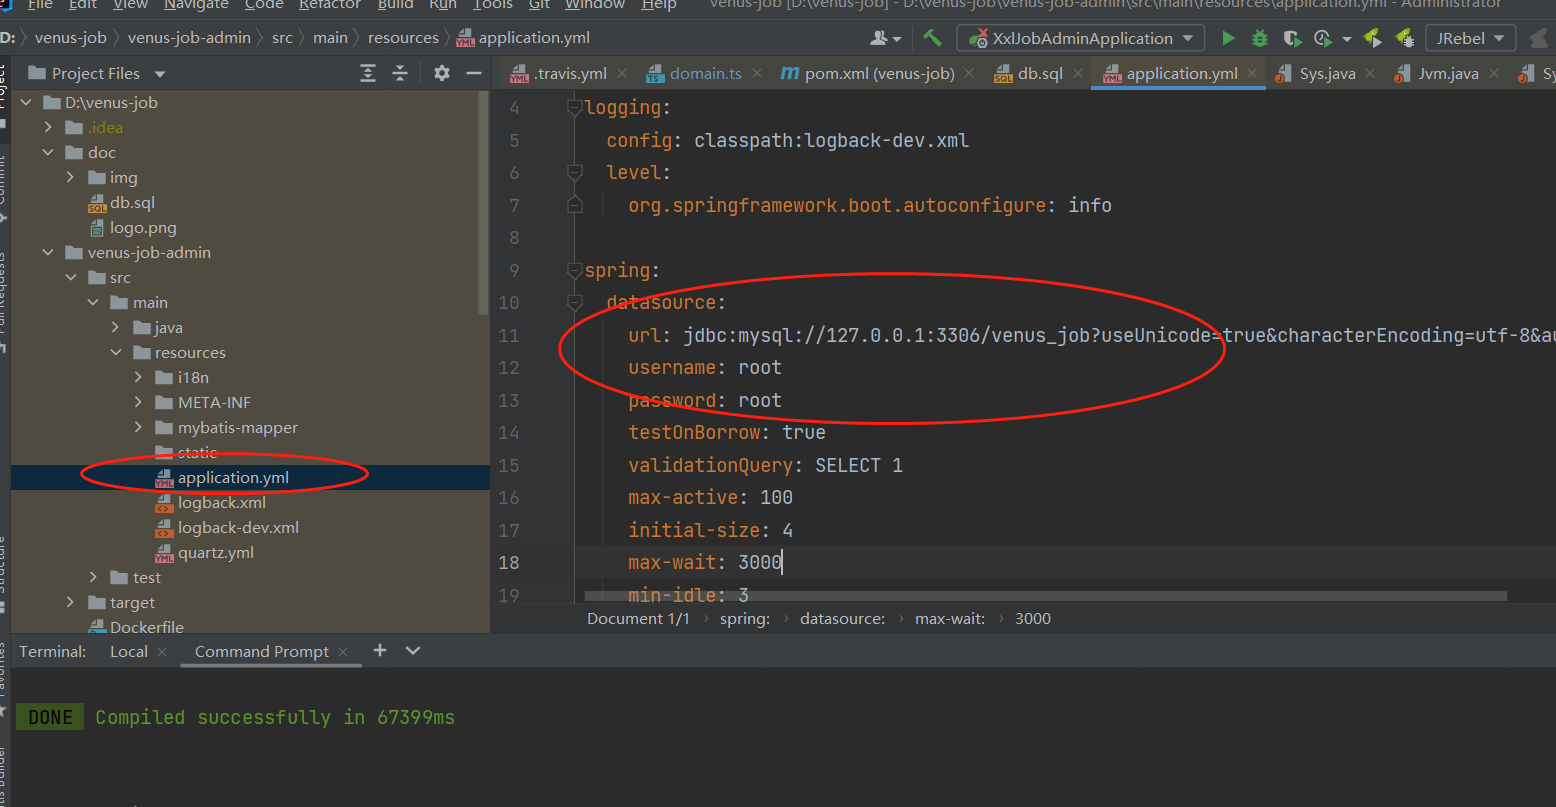 File Edit View Navigate Code Refactor Build Run Tools Git Window Help venus-job [D:\venus-job] - D:\venus-job\venus-job-admin\src\main\resources\application.yml - Administrator
D: venus-job venus-job-admin src main resources application.yml XxlJobAdminApplication JRebel
Project Files .travis.yml domain.ts pom.xml (venus-job) db.sql application.yml Sys.java Jvm.java Sy
D:\venus-job
.idea
doc
img
db.sql
logo.png
venus-job-admin
src
main
java
resources
i18n
META-INF
mybatis-mapper
static
application.yml
logback.xml
logback-dev.xml
quartz.yml
test
target
Dockerfile
4 logging:
5 config: classpath:logback-dev.xml
6 level:
7 org.springframework.boot.autoconfigure: info
8
9 spring:
10 datasource:
11 url: jdbc:mysql://127.0.0.1:3306/venus_job?useUnicode=true&characterEncoding=utf-8&au
12 username: root
13 password: root
14 testOnBorrow: true
15 validationQuery: SELECT 1
16 max-active: 100
17 initial-size: 4
18 max-wait: 3000
19 min-idle: 3
Document 1/1 spring: datasource: max-wait: 3000
Terminal: Local Command Prompt
DONE Compiled successfully in 67399ms